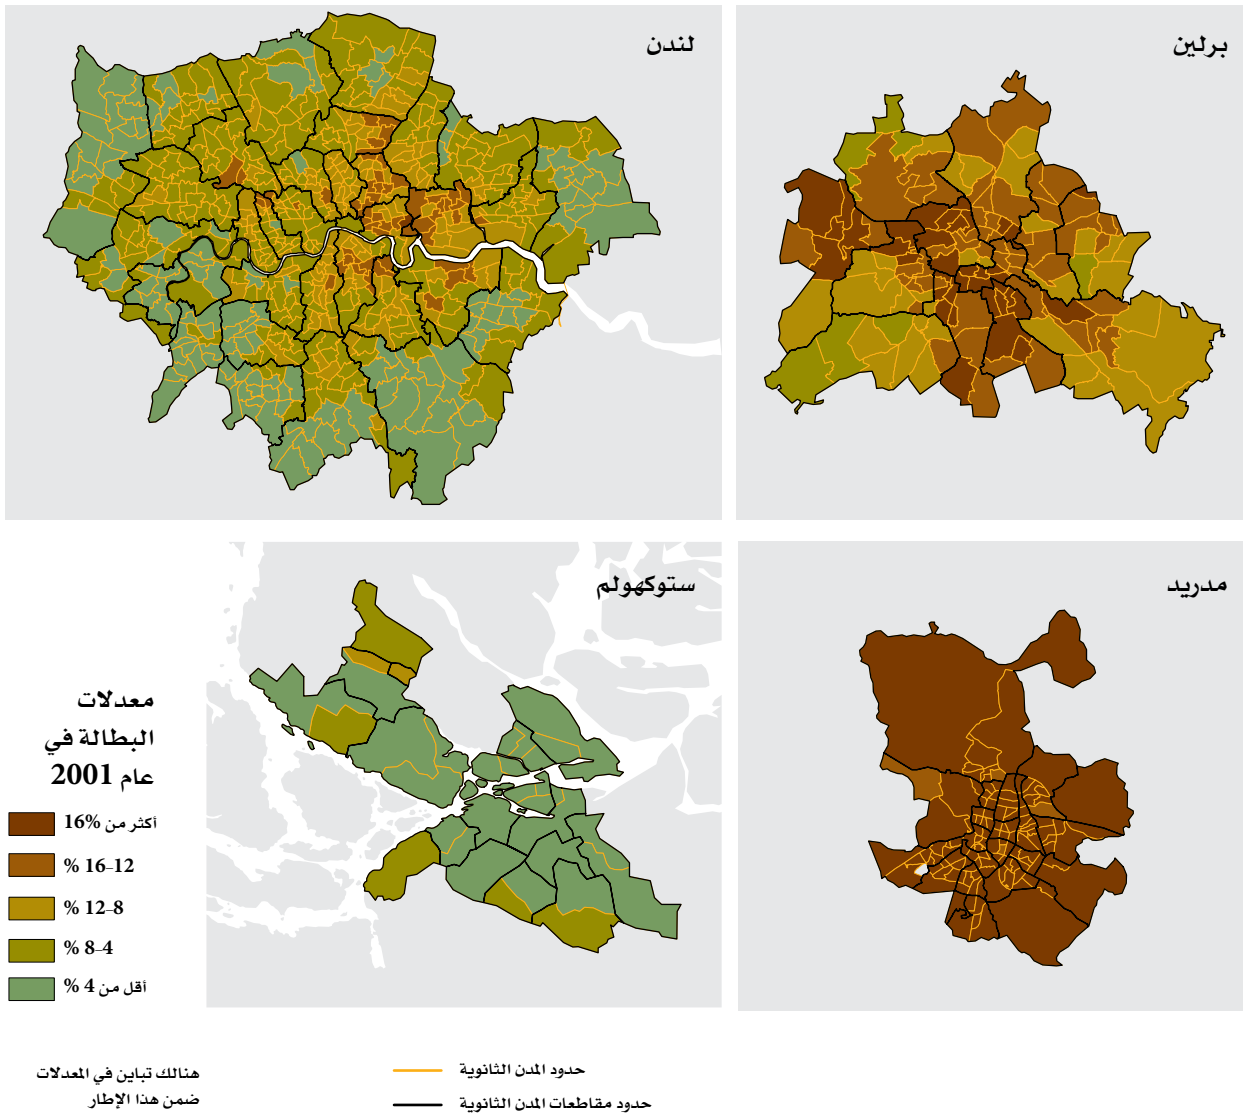 لندن
برلين
ستوكهولم
مدريد
معدلات
البطالة في
عام 2001
أكثر من 16%
12–16 %
8–12 %
4–8 %
أقل من 4 %
حدود المدن الثانوية
حدود مقاطعات المدن الثانوية
هنالك تباين في المعدلات
ضمن هذا الإطار